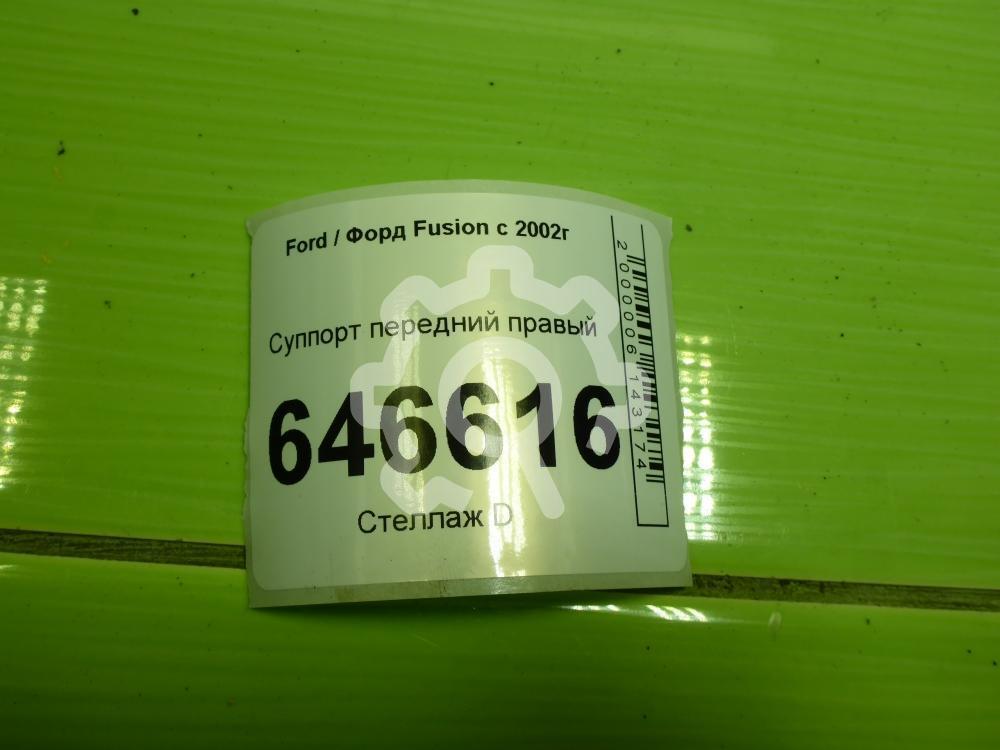 Ford / Форд Fusion с 2002г
Суппорт передний правый
646616
Стеллаж D
2000006143174